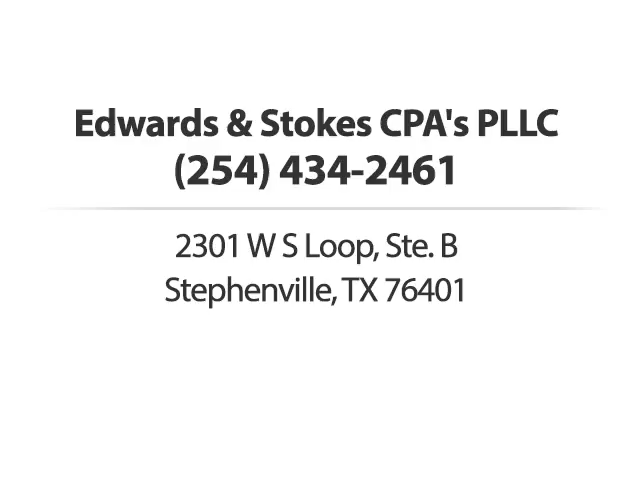 Edwards & Stokes CPA's PLLC
(254) 434-2461
2301 W S Loop, Ste. B
Stephenville, TX 76401